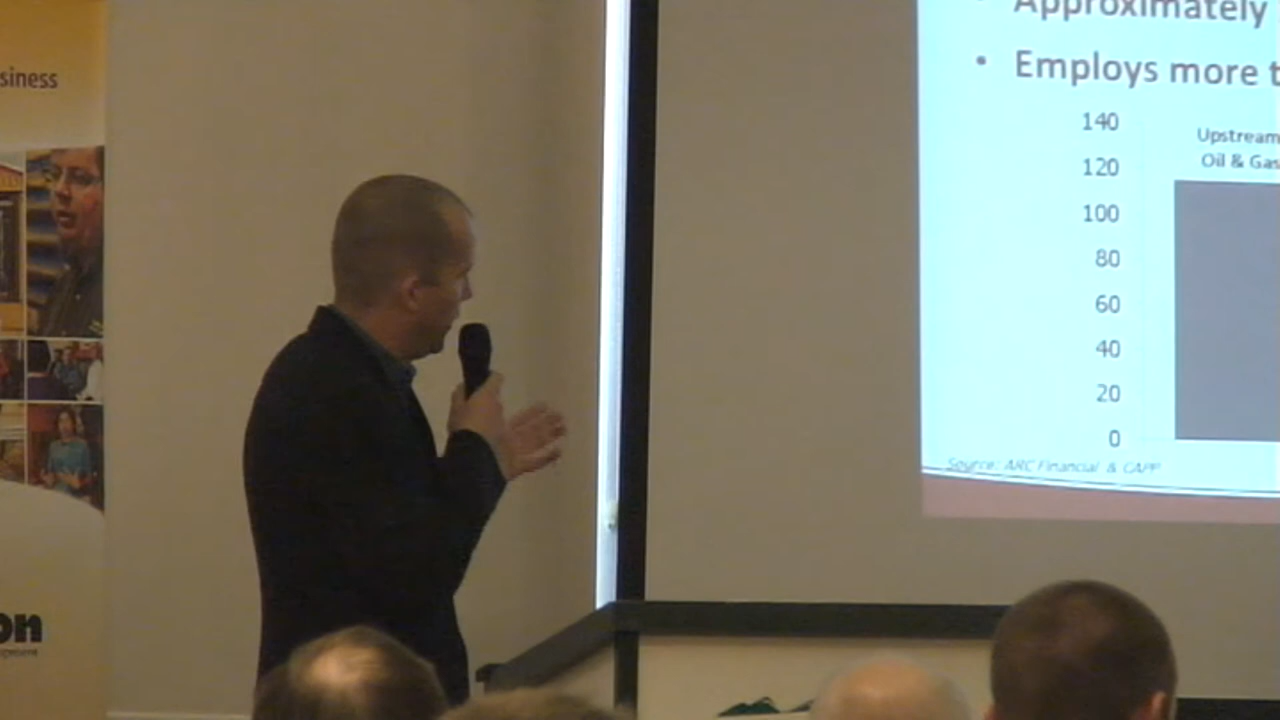 siness
on
• Approximately
• Employs more t
140
Upstream
Oil & Gas
120
100
80
60
40
20
0
Source: ARC Financial & CAPP